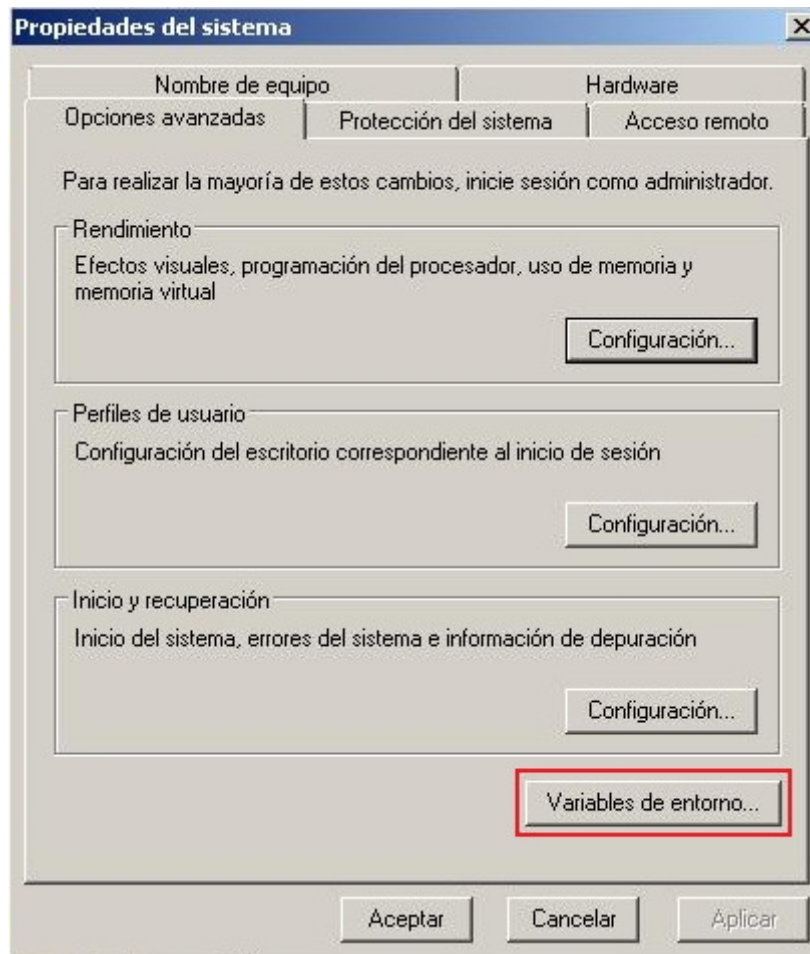 Propiedades del sistema
Nombre de equipo
Hardware
Opciones avanzadas
Protección del sistema
Acceso remoto
Para realizar la mayoría de estos cambios, inicie sesión como administrador.
Rendimiento
Efectos visuales, programación del procesador, uso de memoria y
memoria virtual
Configuración...
Perfiles de usuario
Configuración del escritorio correspondiente al inicio de sesión
Configuración...
Inicio y recuperación
Inicio del sistema, errores del sistema e información de depuración
Configuración...
Variables de entorno...
Aceptar
Cancelar
Aplicar